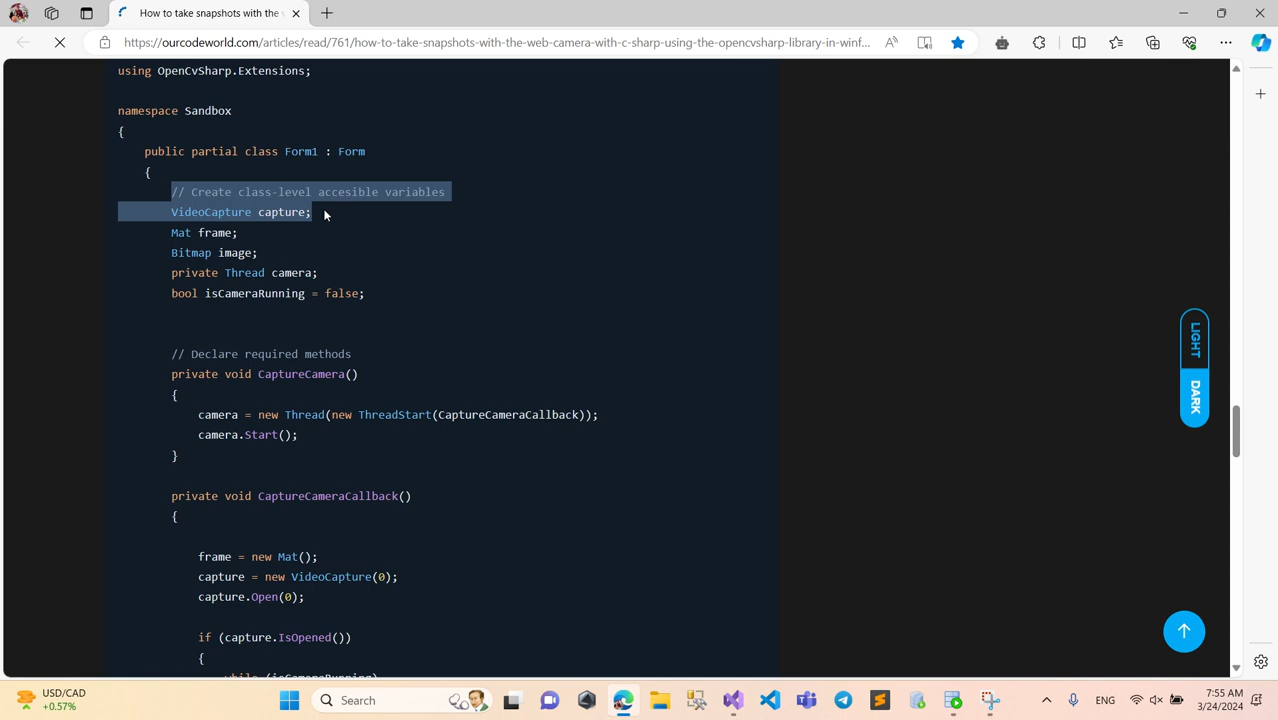 How to take snapshots with the
https://ourcodeworld.com/articles/read/761/how-to-take-snapshots-with-the-web-camera-with-c-sharp-using-the-opencvsharp-library-in-winf...
using OpenCvSharp.Extensions;
namespace Sandbox
{
public partial class Form1 : Form
{
// Create class-level accesible variables
VideoCapture capture;
Mat frame;
Bitmap image;
private Thread camera;
bool isCameraRunning = false;
// Declare required methods
private void CaptureCamera()
{
camera = new Thread(new ThreadStart(CaptureCameraCallback));
camera.Start();
}
private void CaptureCameraCallback()
{
frame = new Mat();
capture = new VideoCapture(0);
capture.Open(0);
if (capture.IsOpened())
{
while (isCameraRunning)
LIGHT
DARK
USD/CAD
+0.57%
Search
ENG
7:55 AM
3/24/2024